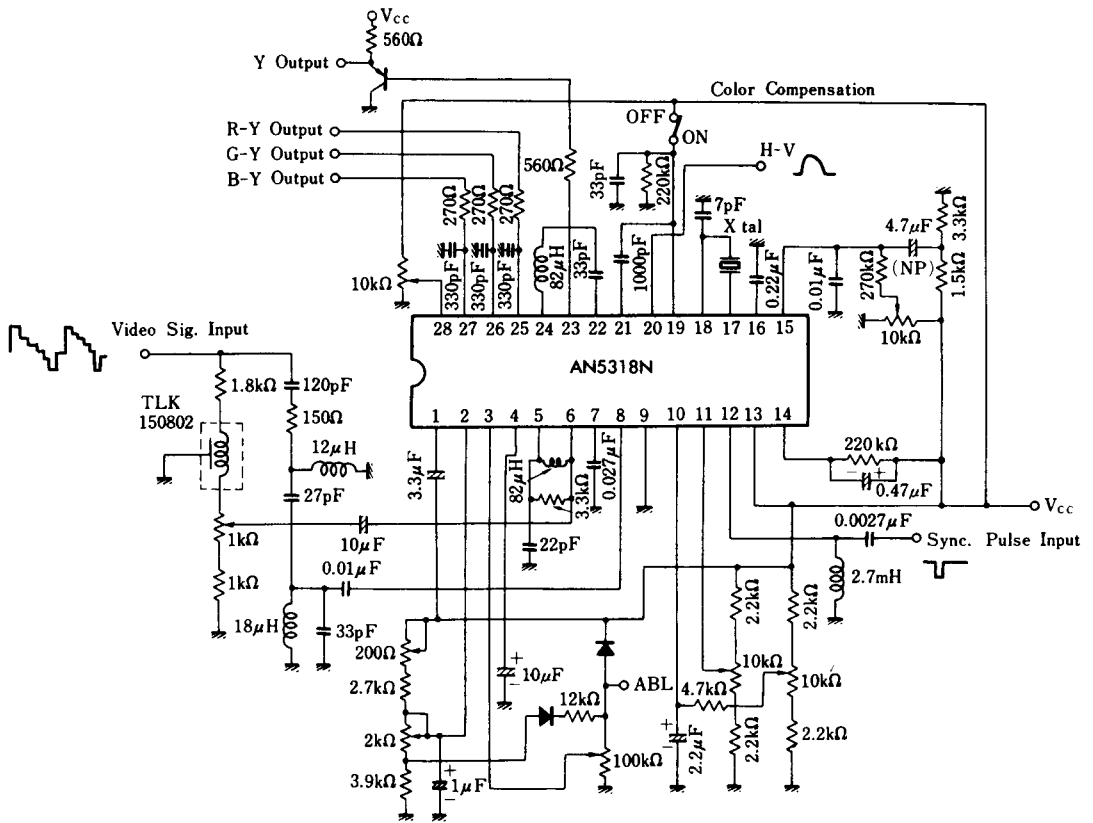 Vcc
560Ω
Y Output
Color Compensation
OFF
ON
R-Y Output
G-Y Output
B-Y Output
560Ω
33pF
220kΩ
H-V
270Ω
270Ω
270Ω
7pF
X tal
4.7μF
(NP)
3.3kΩ
330pF
330pF
330pF
82μH
33pF
1000pF
0.22μF
0.01μF
270kΩ
1.5kΩ
10kΩ
10kΩ
28 27 26 25 24 23 22 21 20 19 18 17 16 15
AN5318N
1 2 3 4 5 6 7 8 9 10 11 12 13 14
Video Sig. Input
1.8kΩ
120pF
TLK
150802
150Ω
12μH
27pF
3.3μF
82μH
3.3kΩ
0.027μF
220kΩ
− +
0.47μF
Vcc
0.0027μF
Sync. Pulse Input
1kΩ
10μF
22pF
0.01μF
1kΩ
2.7mH
18μH
33pF
2.2kΩ
2.2kΩ
200Ω
+
−
10μF
ABL
10kΩ
10kΩ
2.7kΩ
12kΩ
4.7kΩ
2kΩ
+
−
2.2μF
2.2kΩ
2.2kΩ
3.9kΩ
+
−
1μF
100kΩ